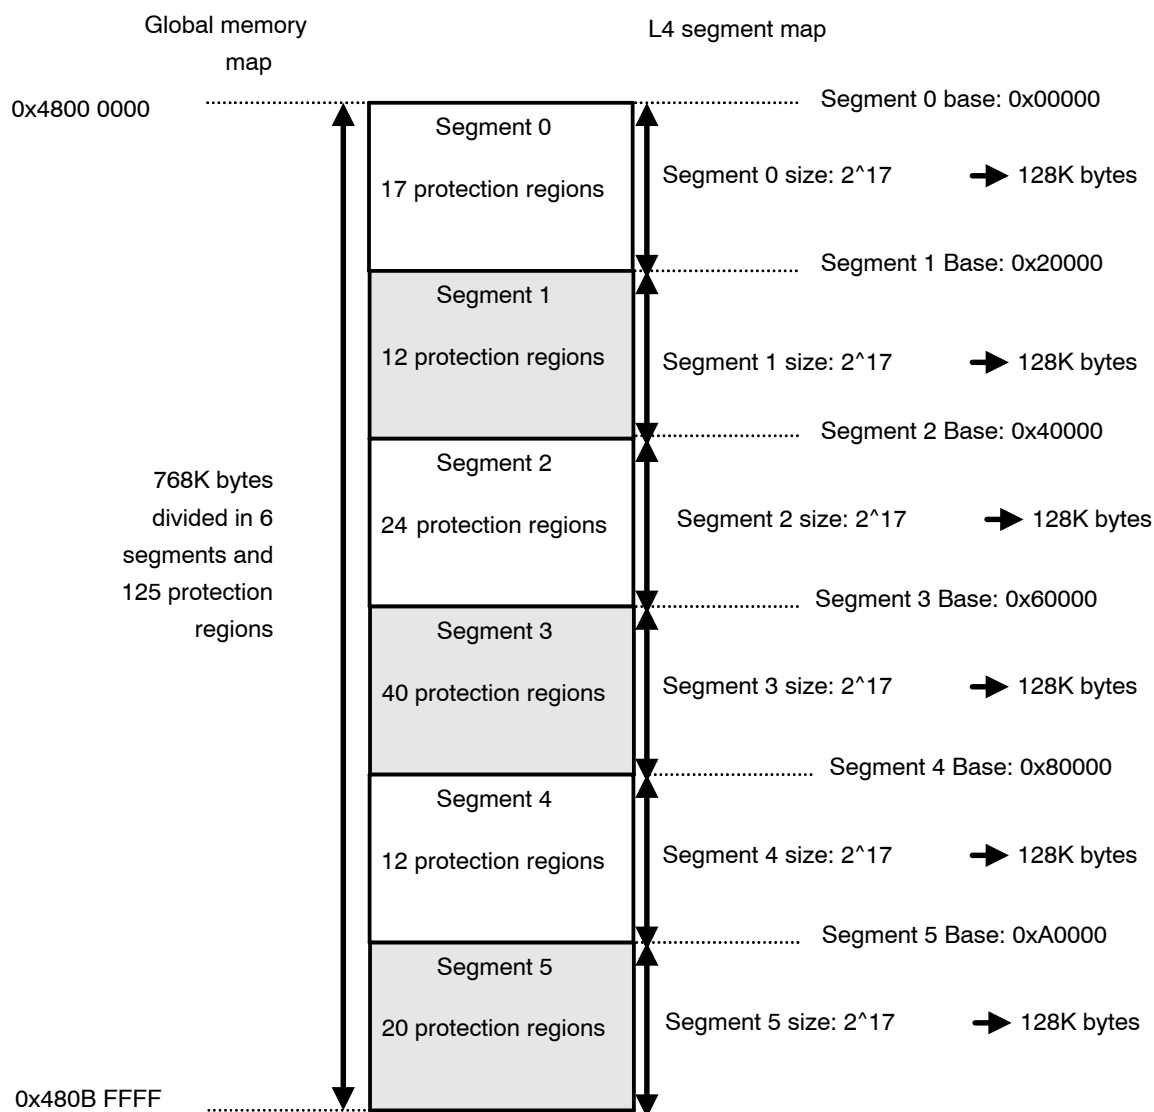 Global memory
map
L4 segment map
0x4800 0000
Segment 0 base: 0x00000
Segment 0
17 protection regions
Segment 0 size: 2^17
128K bytes
Segment 1 Base: 0x20000
Segment 1
12 protection regions
Segment 1 size: 2^17
128K bytes
Segment 2 Base: 0x40000
768K bytes
divided in 6
segments and
125 protection
regions
Segment 2
24 protection regions
Segment 2 size: 2^17
128K bytes
Segment 3 Base: 0x60000
Segment 3
40 protection regions
Segment 3 size: 2^17
128K bytes
Segment 4 Base: 0x80000
Segment 4
12 protection regions
Segment 4 size: 2^17
128K bytes
Segment 5 Base: 0xA0000
Segment 5
20 protection regions
Segment 5 size: 2^17
128K bytes
0x480B FFFF